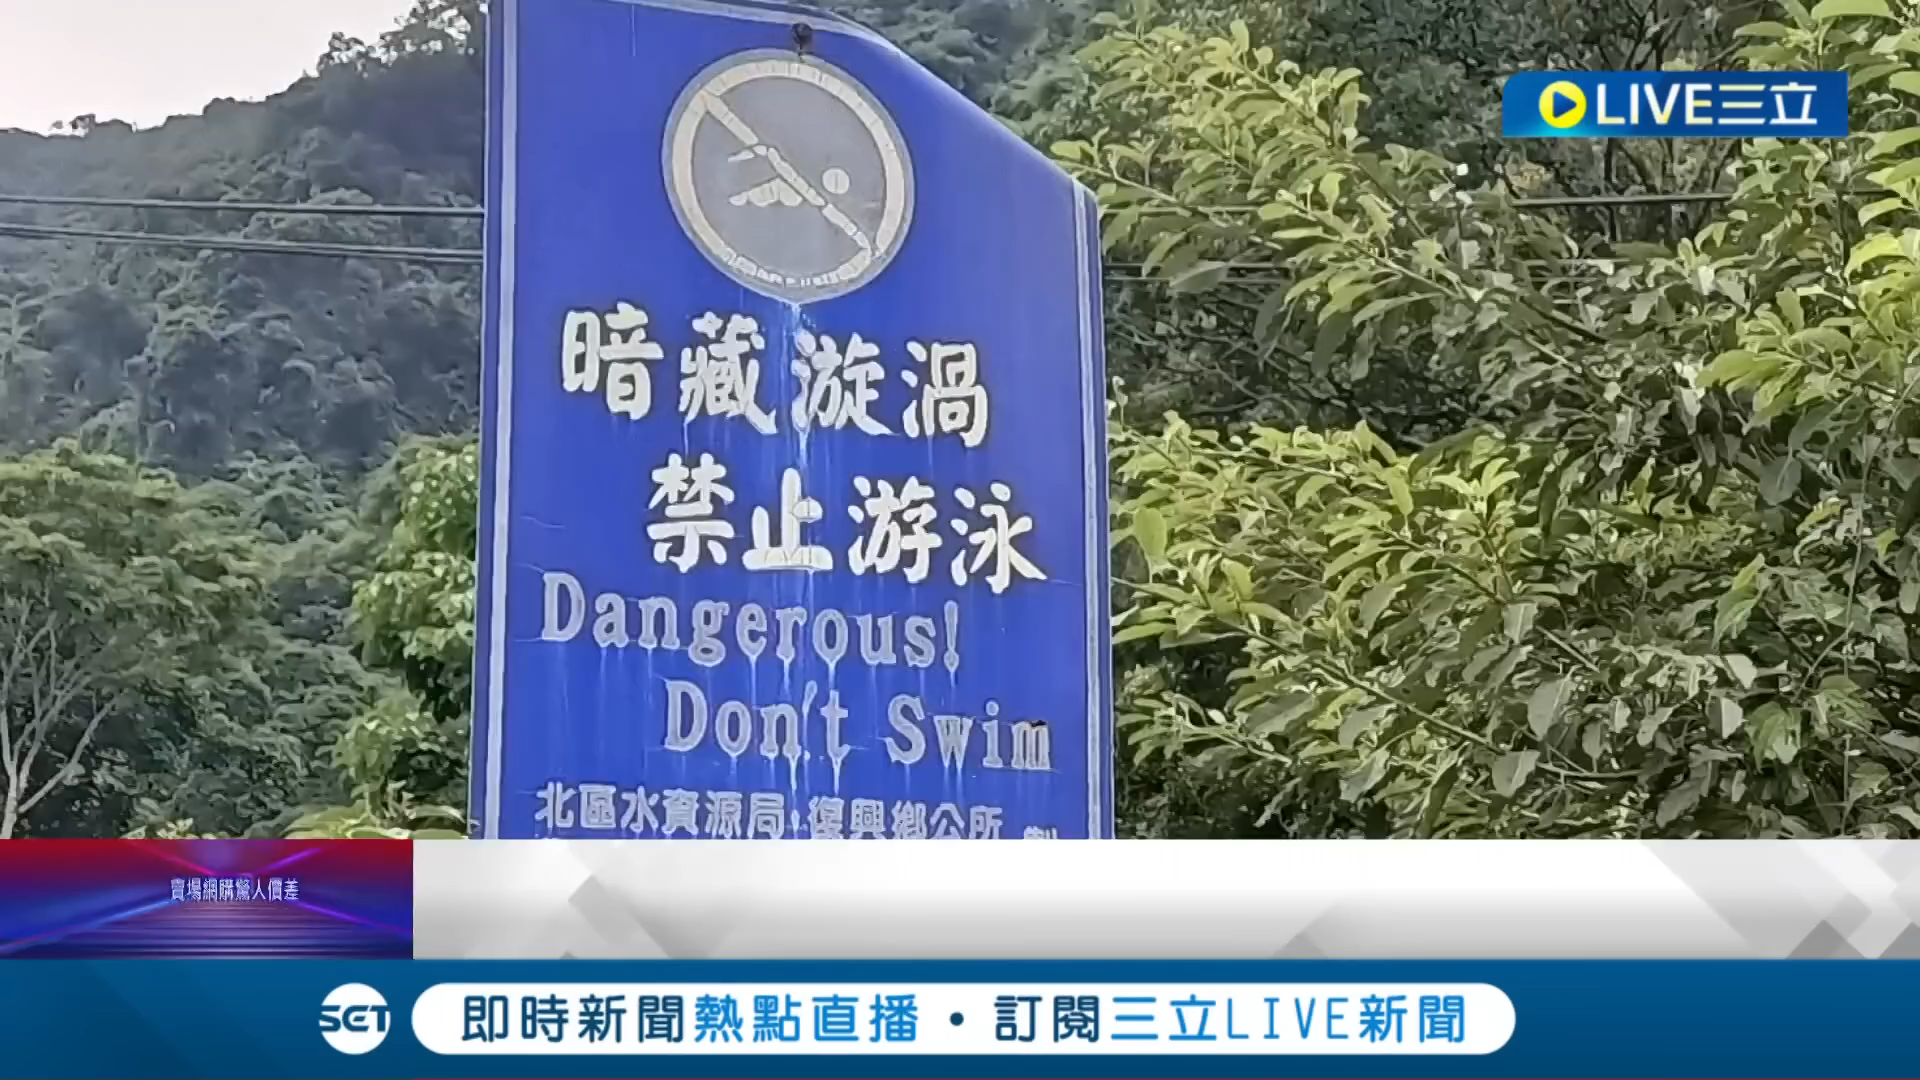 LIVE三立
暗藏漩渦
禁止游泳
Dangerous!
Don't Swim
北區水資源局 復興鄉公所 製
賣場網購驚人價差
SET
即時新聞熱點直播・訂閱三立LIVE新聞